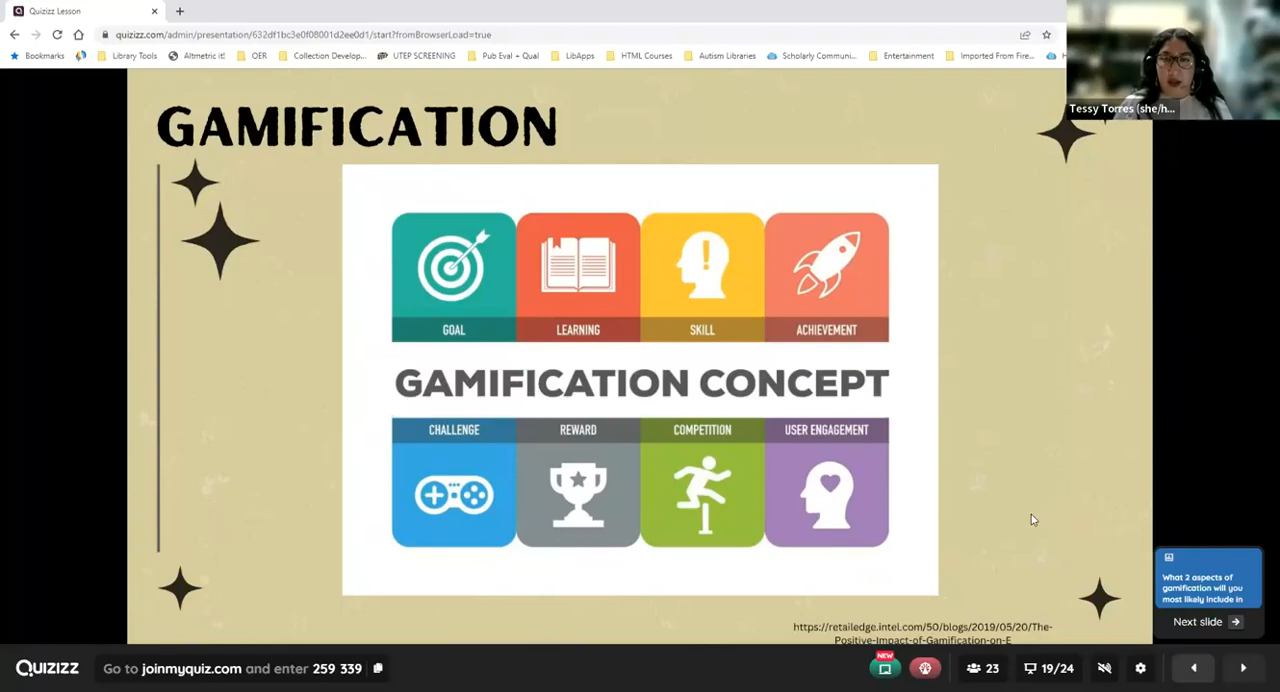 Quizizz Lesson
quizizz.com/admin/presentation/632df1bc3e0f08001d2ee0d1/start?fromBrowserLoad=true
Bookmarks Library Tools Altmetric it! OER Collection Develop... UTEP SCREENING Pub Eval + Qual LibApps HTML Courses Autism Libraries Scholarly Communi... Entertainment Imported From Fire...
Tessy Torres (she/h...
GAMIFICATION
GOAL LEARNING SKILL ACHIEVEMENT
GAMIFICATION CONCEPT
CHALLENGE REWARD COMPETITION USER ENGAGEMENT
What 2 aspects of
gamification will you
most likely include in
Next slide
https://retailedge.intel.com/50/blogs/2019/05/20/The-
Positive-Impact-of-Gamification-on-E
Quizizz Go to joinmyquiz.com and enter 259 339 NEW 23 19/24